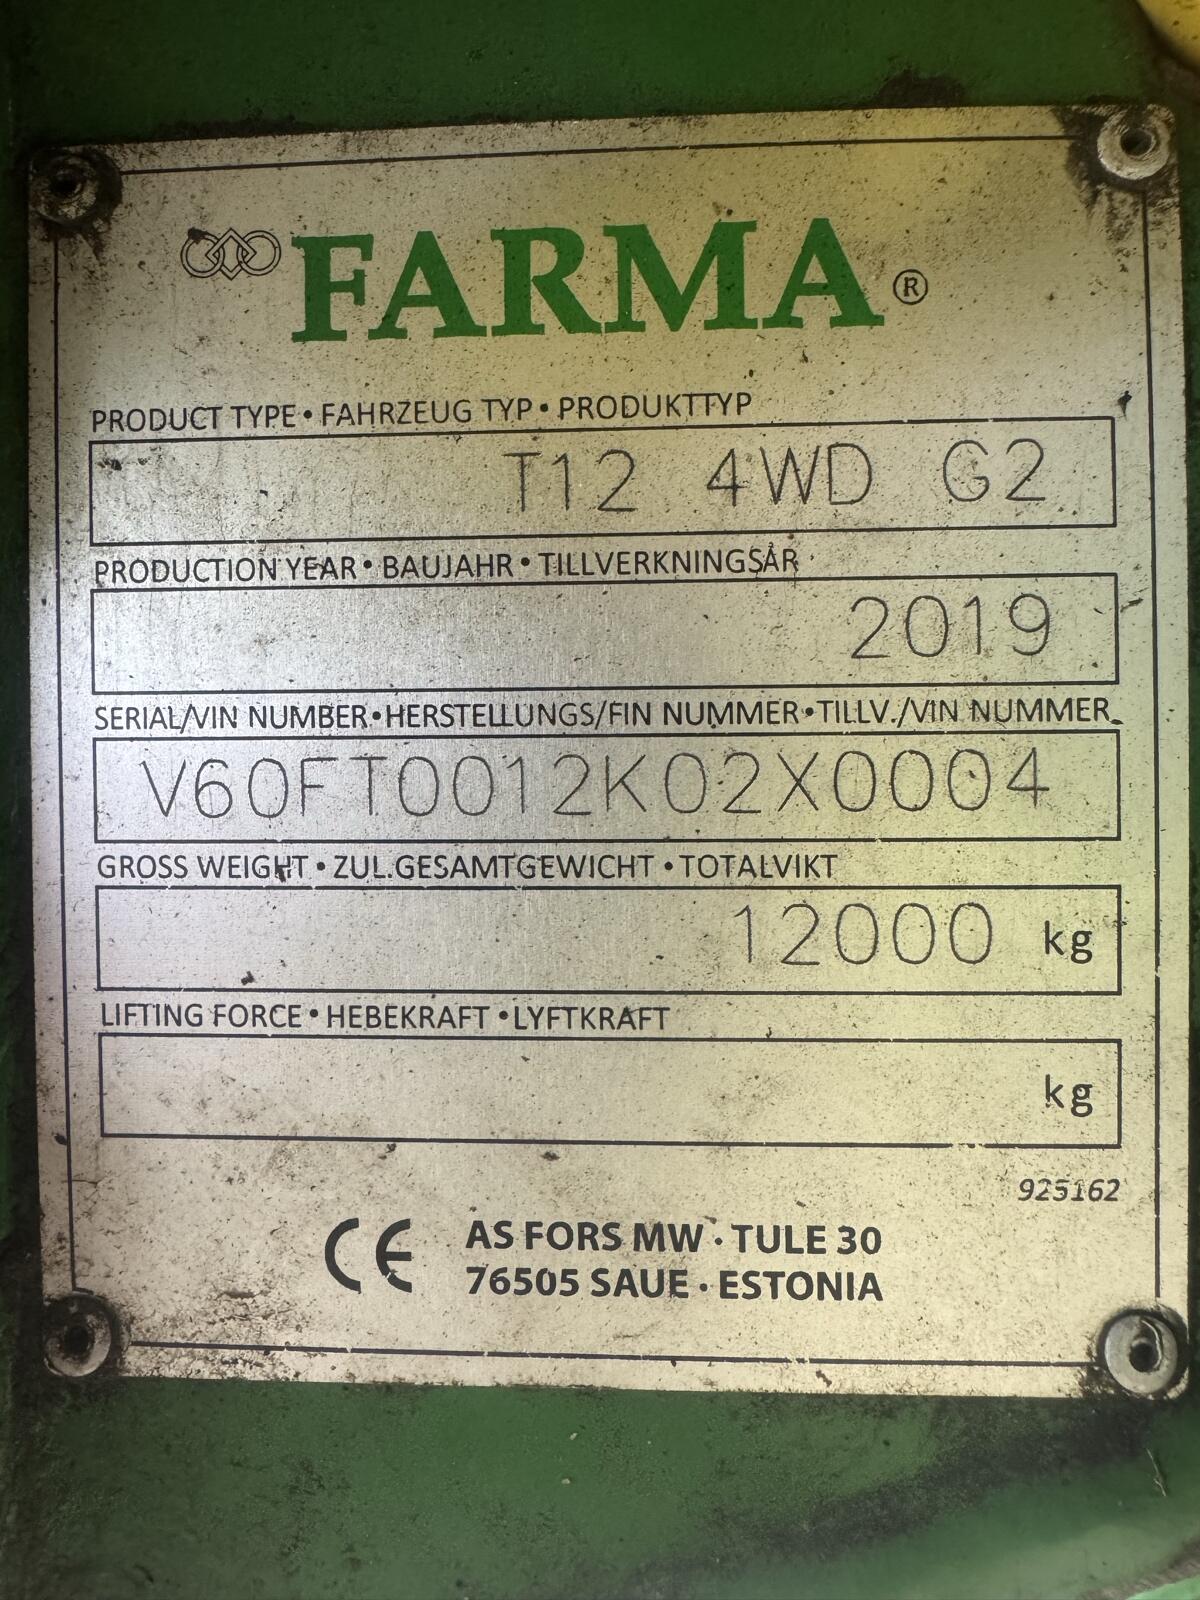 FARMA®
PRODUCT TYPE • FAHRZEUG TYP • PRODUKTTYP
T12 4WD G2
PRODUCTION YEAR • BAUJAHR • TILLVERKNINGSÅR
2019
SERIAL/VIN NUMBER • HERSTELLUNGS/FIN NUMMER • TILLV./VIN NUMMER
V60FT0012K02X0004
GROSS WEIGHT • ZUL.GESAMTGEWICHT • TOTALVIKT
12000 kg
LIFTING FORCE • HEBEKRAFT • LYFTKRAFT
kg
925162
CE AS FORS MW · TULE 30
76505 SAUE · ESTONIA